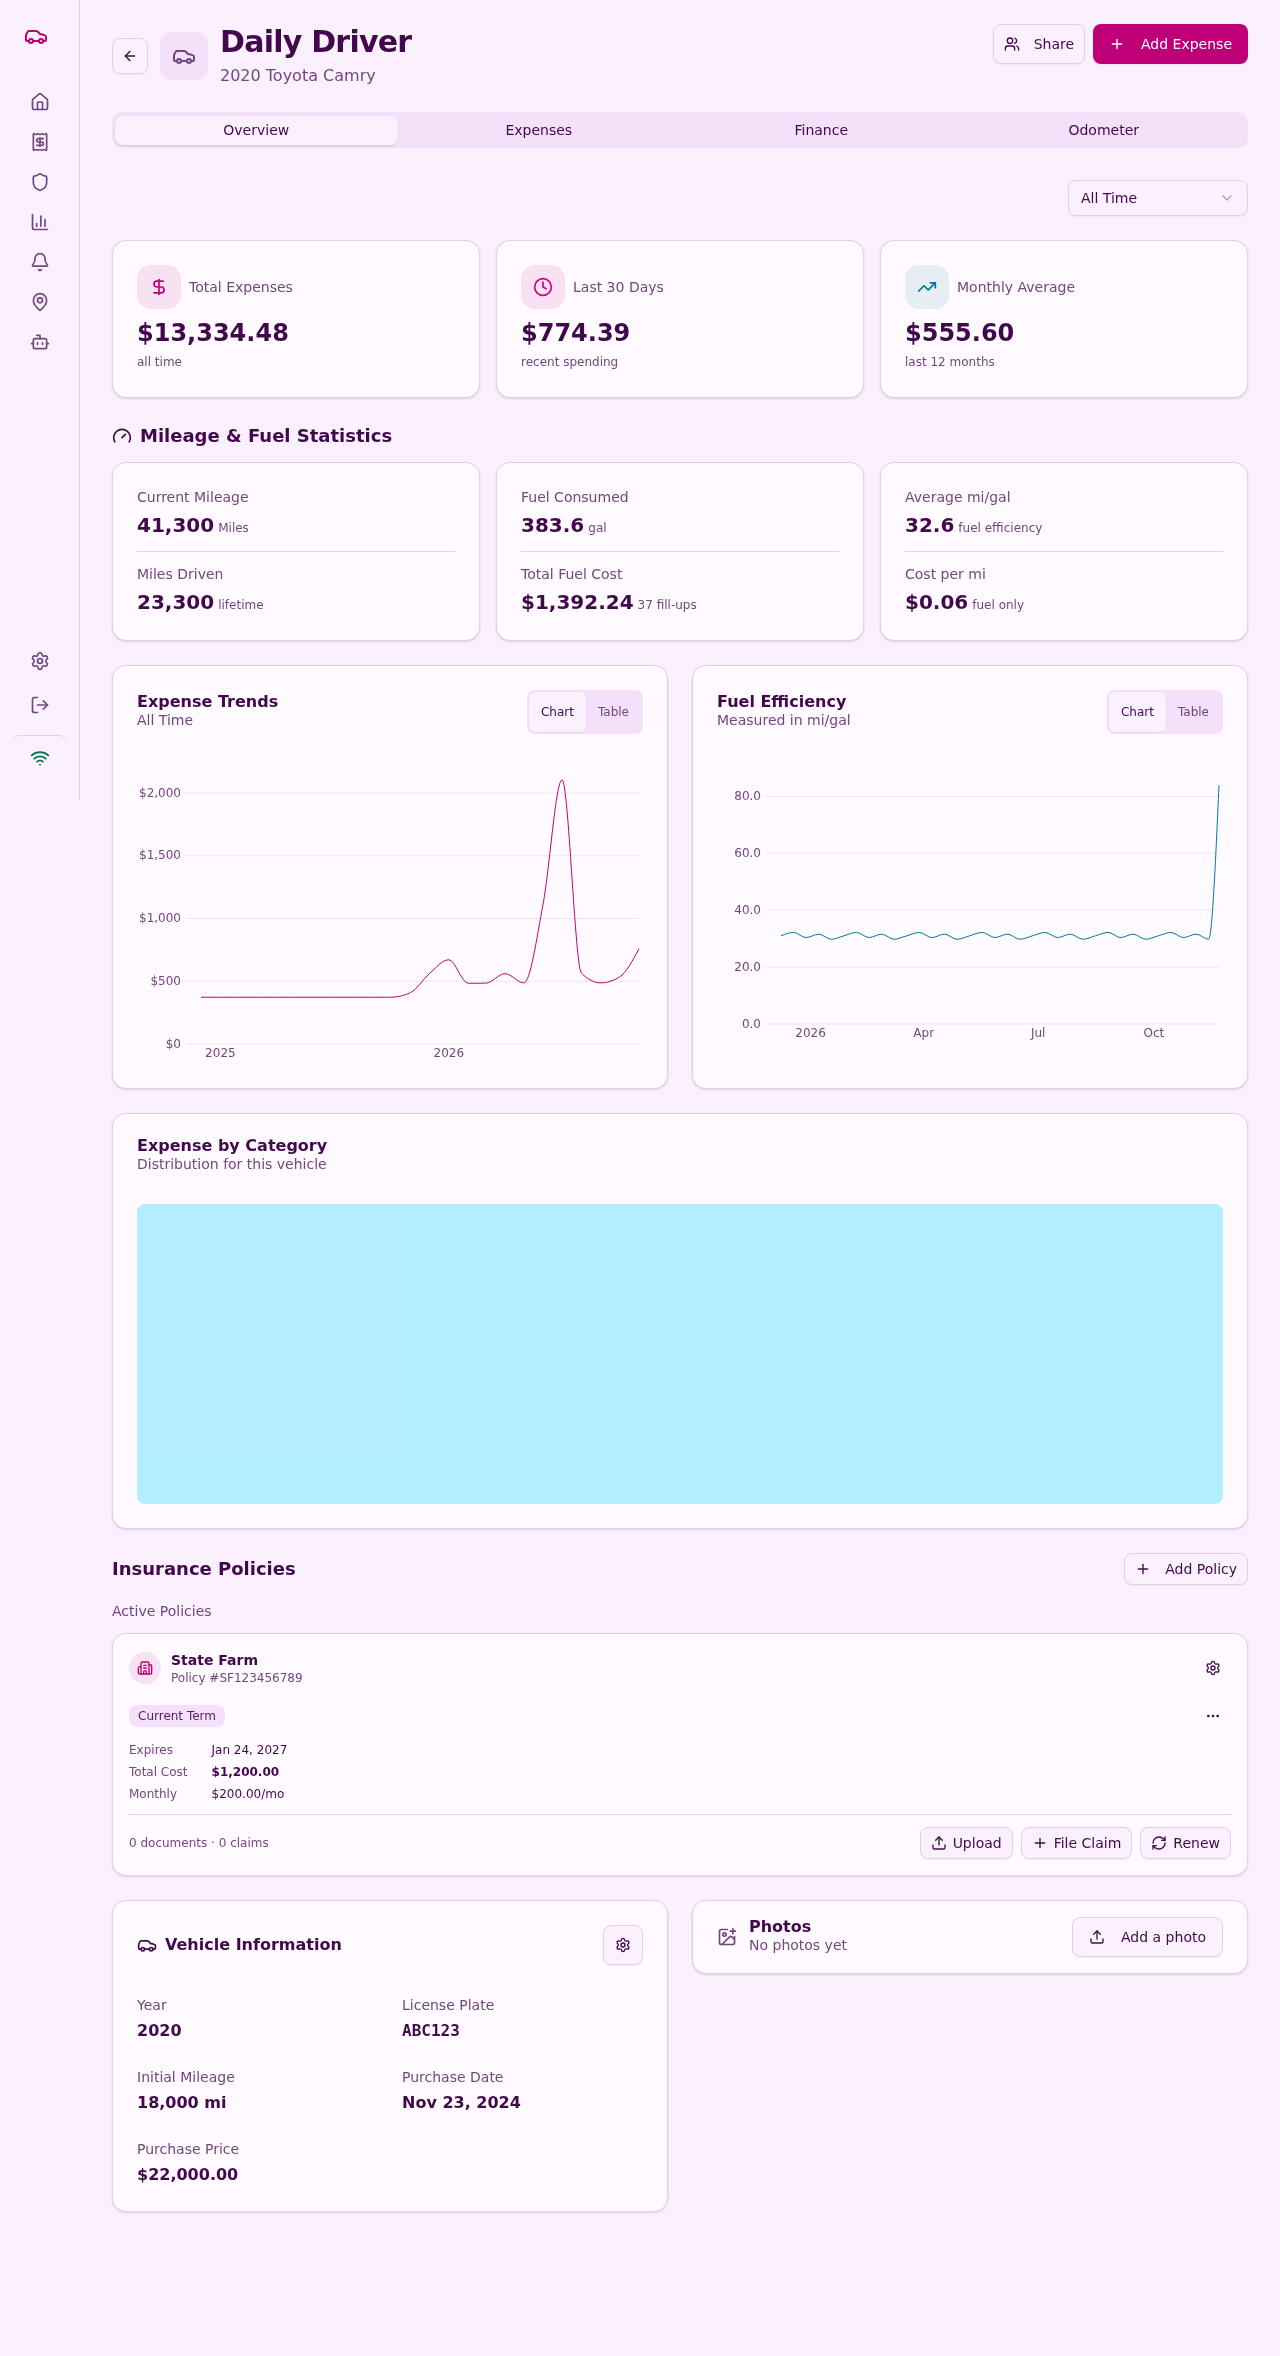 Daily Driver
2020 Toyota Camry
Share
Add Expense
Overview
Expenses
Finance
Odometer
All Time
Total Expenses
$13,334.48
all time
Last 30 Days
$774.39
recent spending
Monthly Average
$555.60
last 12 months
Mileage & Fuel Statistics
Current Mileage
41,300 Miles
Miles Driven
23,300 lifetime
Fuel Consumed
383.6 gal
Total Fuel Cost
$1,392.24 37 fill-ups
Average mi/gal
32.6 fuel efficiency
Cost per mi
$0.06 fuel only
Expense Trends
All Time
Chart
Table
$2,000
$1,500
$1,000
$500
$0
2025
2026
Fuel Efficiency
Measured in mi/gal
Chart
Table
80.0
60.0
40.0
20.0
0.0
2026
Apr
Jul
Oct
Expense by Category
Distribution for this vehicle
Insurance Policies
Add Policy
Active Policies
State Farm
Policy #SF123456789
Current Term
Expires Jan 24, 2027
Total Cost $1,200.00
Monthly $200.00/mo
0 documents · 0 claims
Upload
File Claim
Renew
Vehicle Information
Year
2020
License Plate
ABC123
Initial Mileage
18,000 mi
Purchase Date
Nov 23, 2024
Purchase Price
$22,000.00
Photos
No photos yet
Add a photo